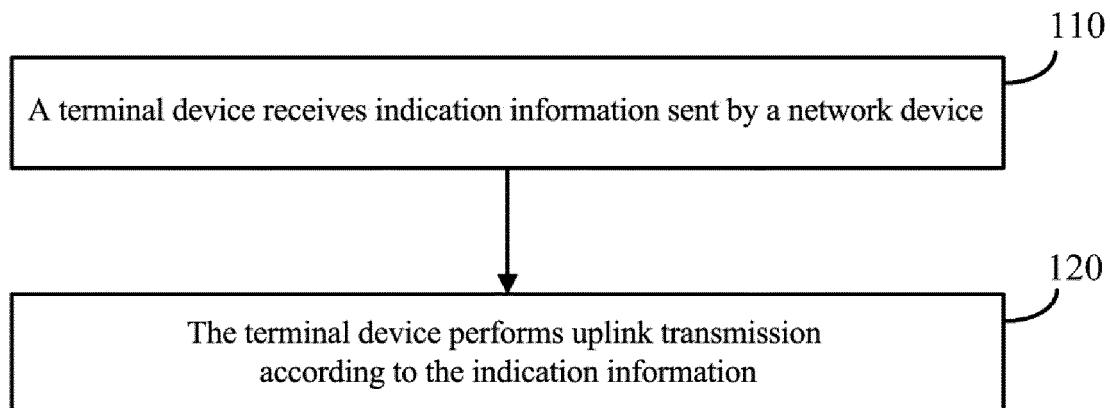 110
A terminal device receives indication information sent by a network device
120
The terminal device performs uplink transmission
according to the indication information